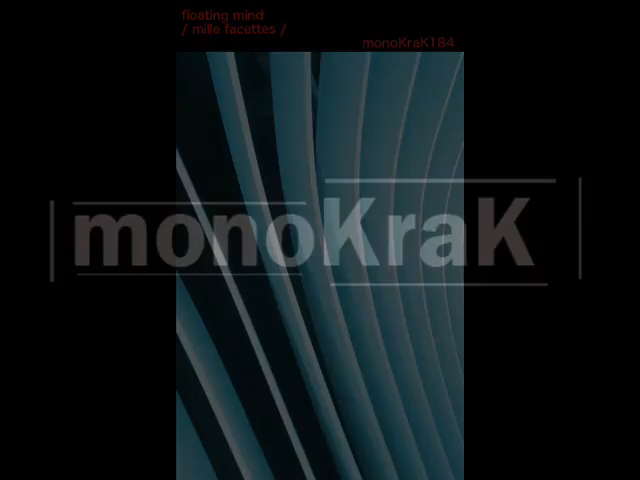 floating mind
/ mille facettes /
monoKraK184
monoKraK